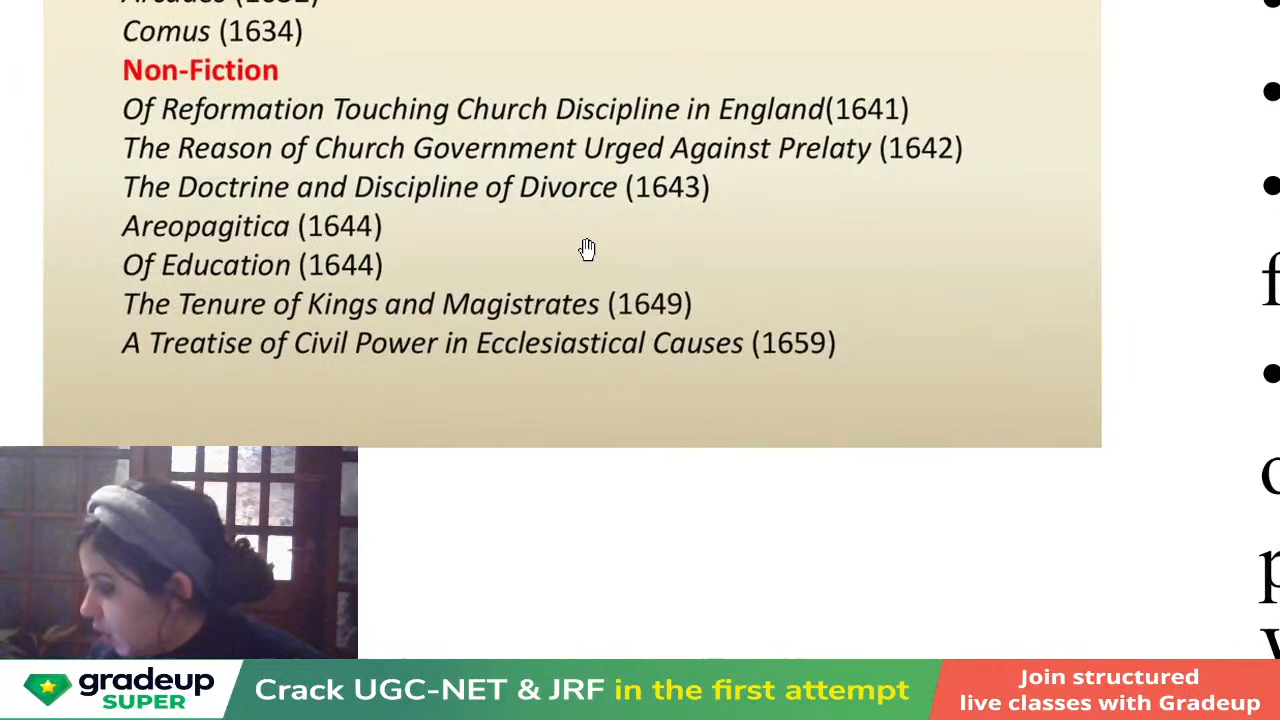 Comus (1634)
Non-Fiction
Of Reformation Touching Church Discipline in England(1641)
The Reason of Church Government Urged Against Prelaty (1642)
The Doctrine and Discipline of Divorce (1643)
Areopagitica (1644)
Of Education (1644)
The Tenure of Kings and Magistrates (1649)
A Treatise of Civil Power in Ecclesiastical Causes (1659)
gradeup
SUPER
Crack UGC-NET & JRF in the first attempt
Join structured
live classes with Gradeup